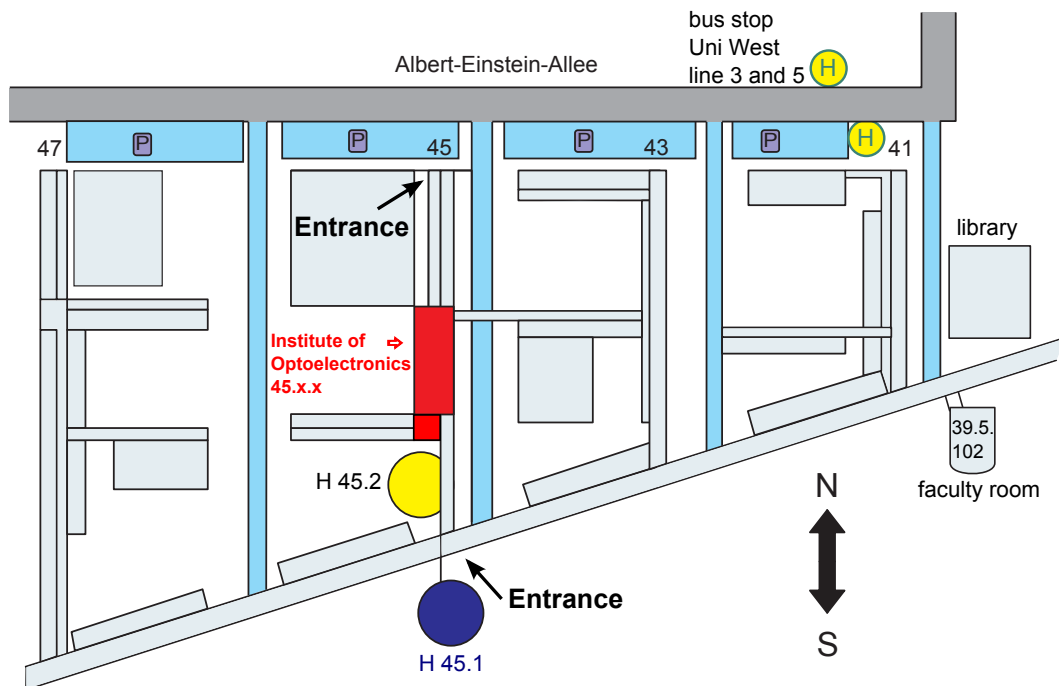 bus stop
Uni West
line 3 and 5
H
Albert-Einstein-Allee
47
P
P
45
P
43
P
H
41
Entrance
library
Institute of
Optoelectronics
45.x.x
39.5.
102
faculty room
H 45.2
N
Entrance
S
H 45.1